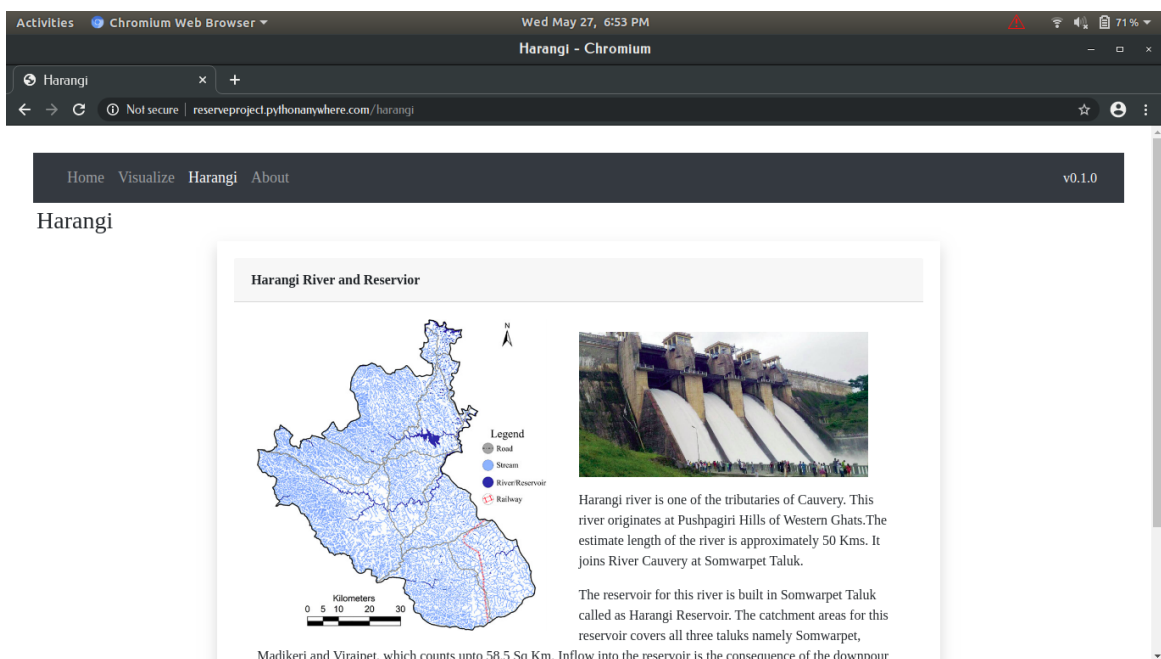 Activities Chromium Web Browser Wed May 27, 6:53 PM 71%
Harangi - Chromium
Harangi
Not secure | reserveproject.pythonanywhere.com/harangi
Home Visualize Harangi About v0.1.0
Harangi
Harangi River and Reservior
N
Legend
Road
Stream
River/Reservoir
Railway
Kilometers
0 5 10 20 30
Harangi river is one of the tributaries of Cauvery. This
river originates at Pushpagiri Hills of Western Ghats.The
estimate length of the river is approximately 50 Kms. It
joins River Cauvery at Somwarpet Taluk.
The reservoir for this river is built in Somwarpet Taluk
called as Harangi Reservoir. The catchment areas for this
reservoir covers all three taluks namely Somwarpet,
Madikeri and Virajpet, which counts upto 58.5 Sq Km. Inflow into the reservoir is the consequence of the downpour